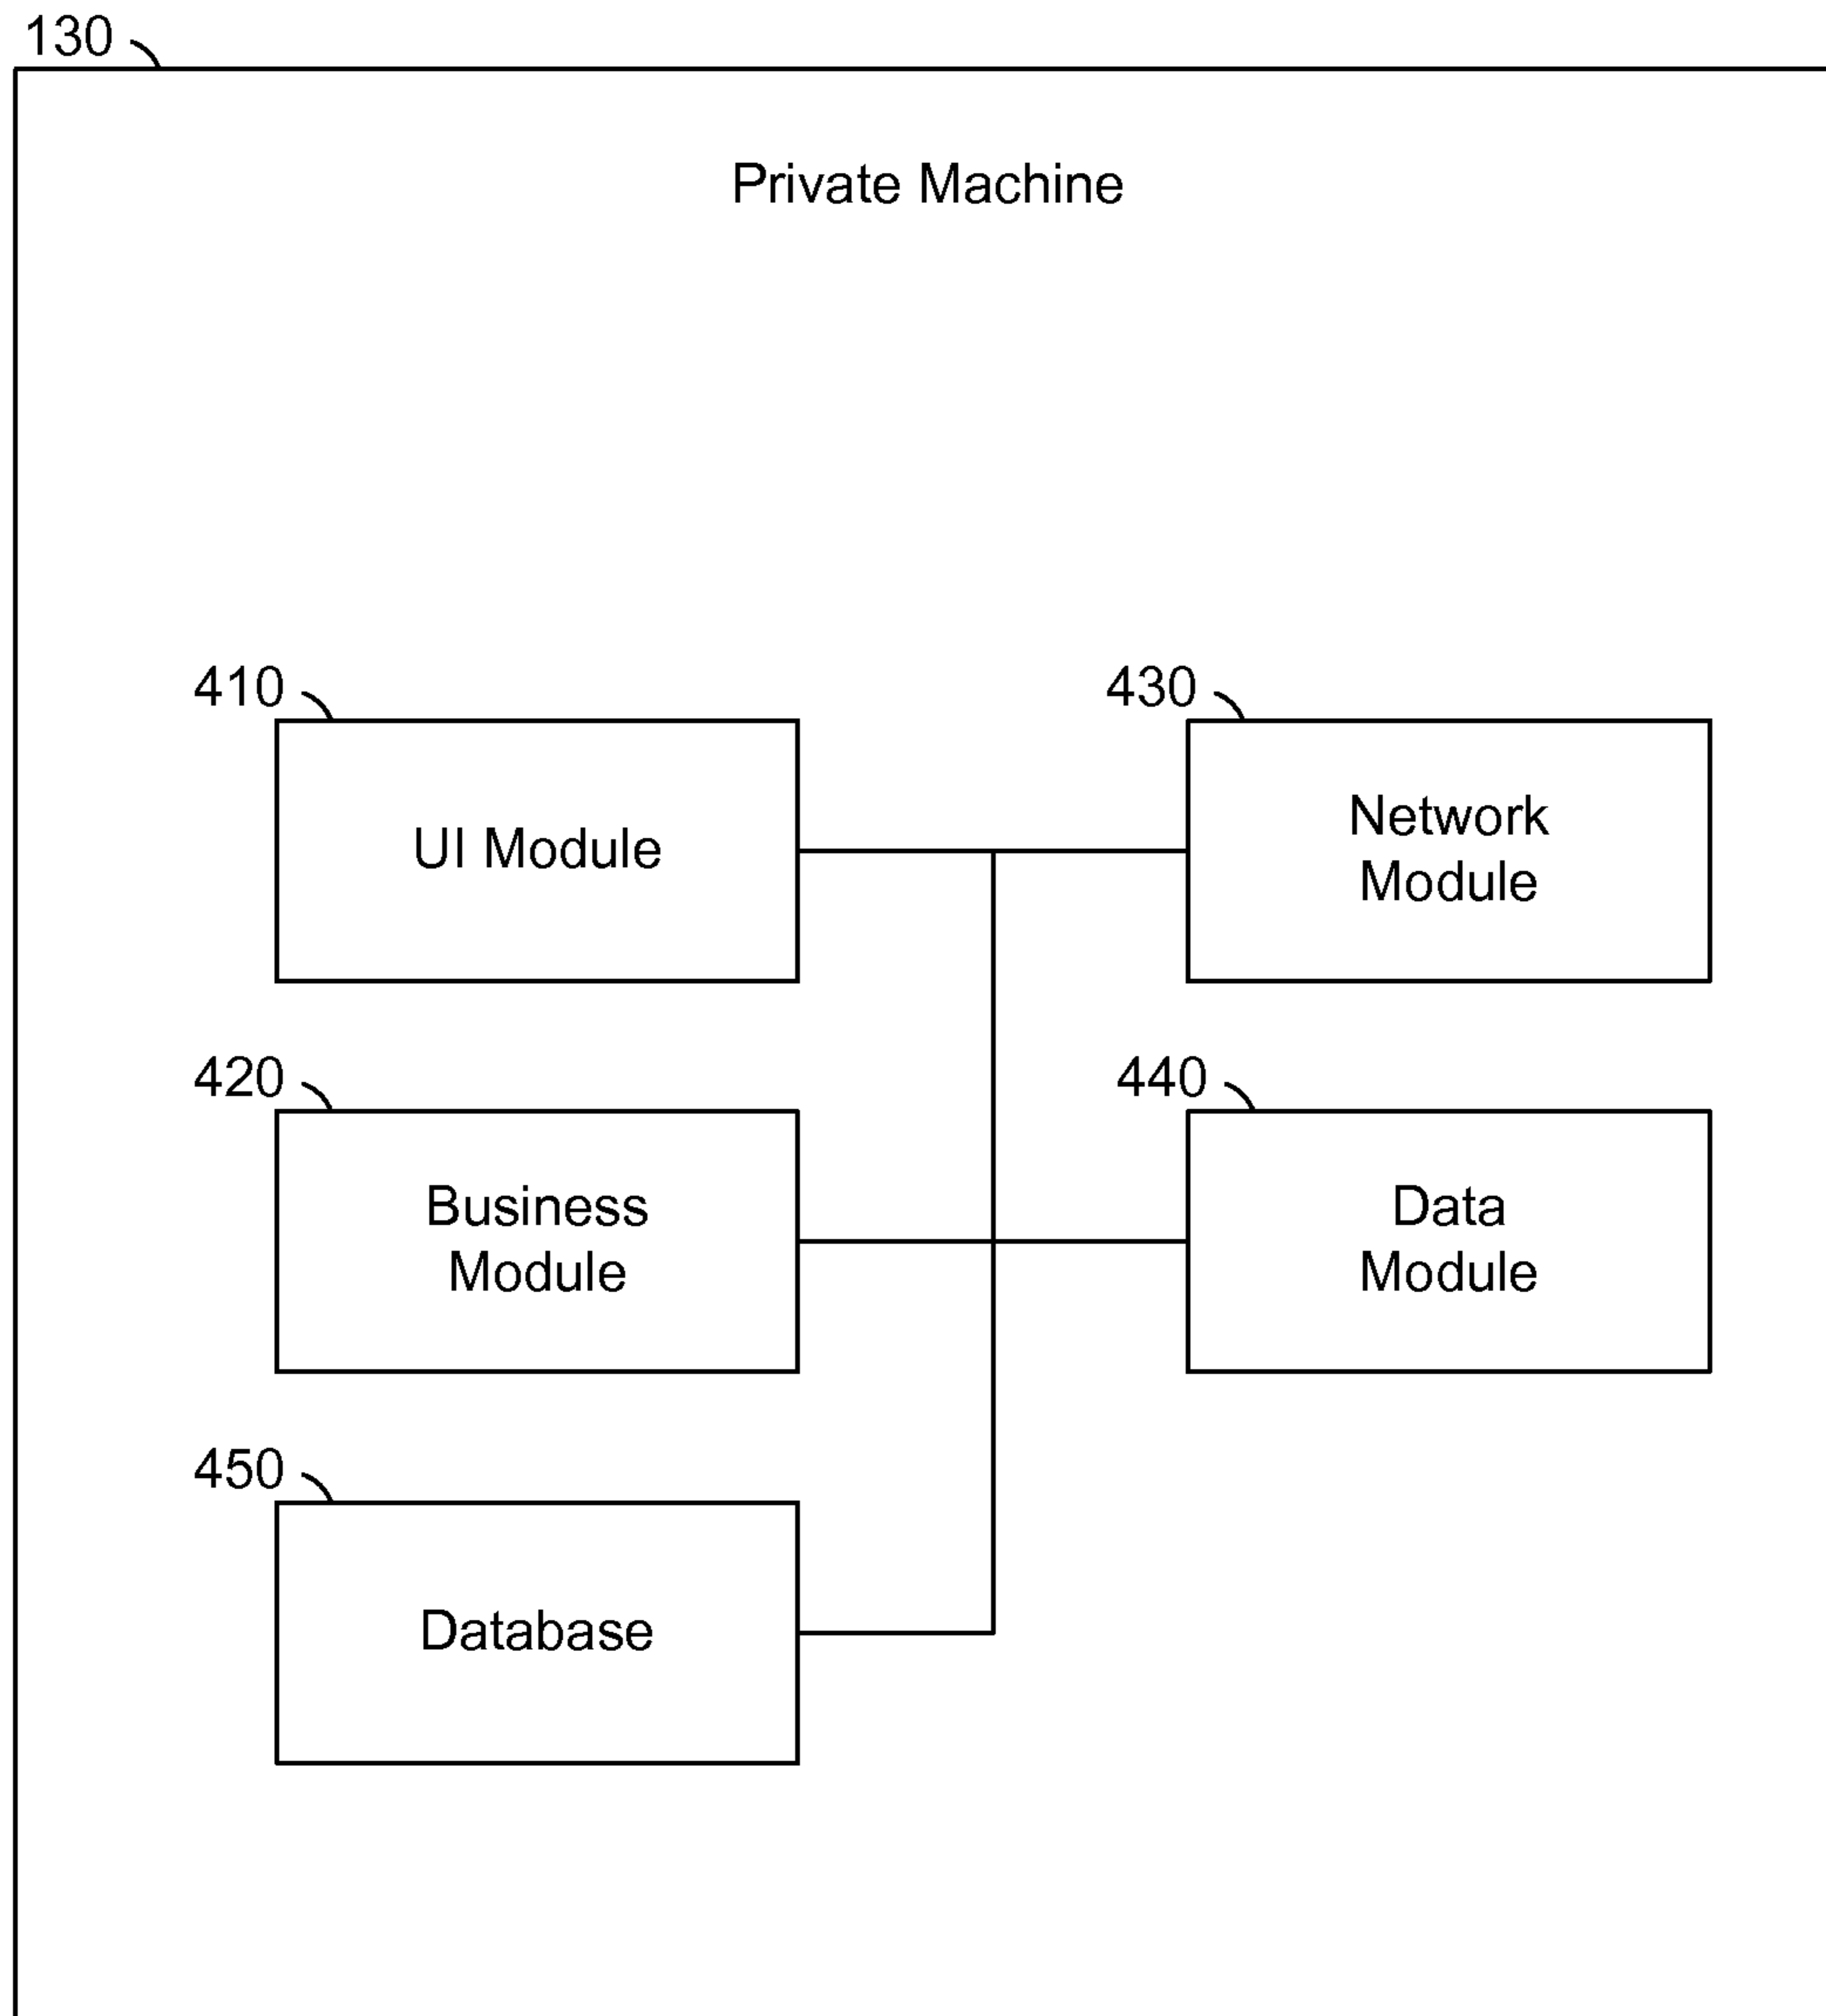 130
Private Machine
410
UI Module
430
Network
Module
420
Business
Module
440
Data
Module
450
Database